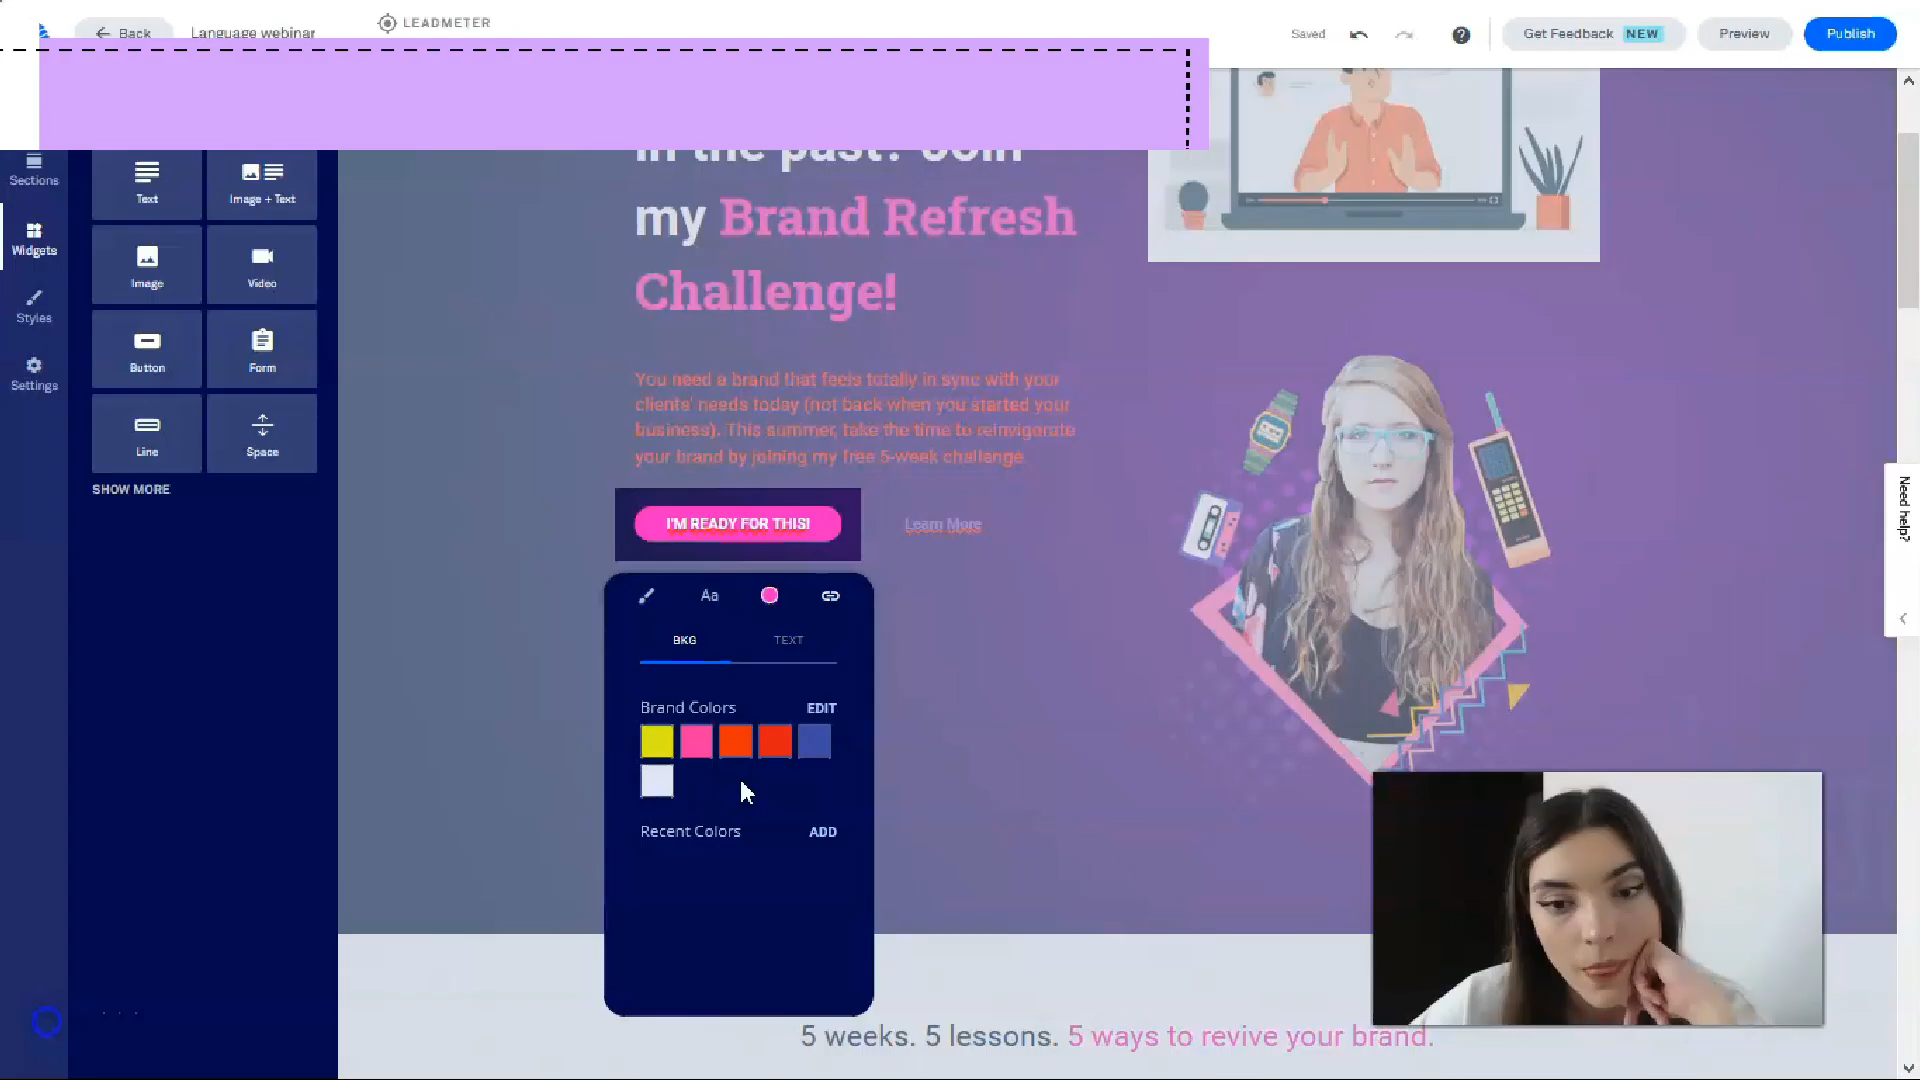 Back
Language webinar
LEADMETER
Saved
Get Feedback NEW
Preview
Publish
Sections
Widgets
Styles
Settings
Text
Image + Text
Image
Video
Button
Form
Line
Space
SHOW MORE
in the past? Join
my Brand Refresh
Challenge!
You need a brand that feels totally in sync with your
clients' needs today (not back when you started your
business). This summer, take the time to reinvigorate
your brand by joining my free 5-week challenge.
I'M READY FOR THIS!
Learn More
Aa
BKG
TEXT
Brand Colors
EDIT
Recent Colors
ADD
Need help?
5 weeks. 5 lessons. 5 ways to revive your brand.